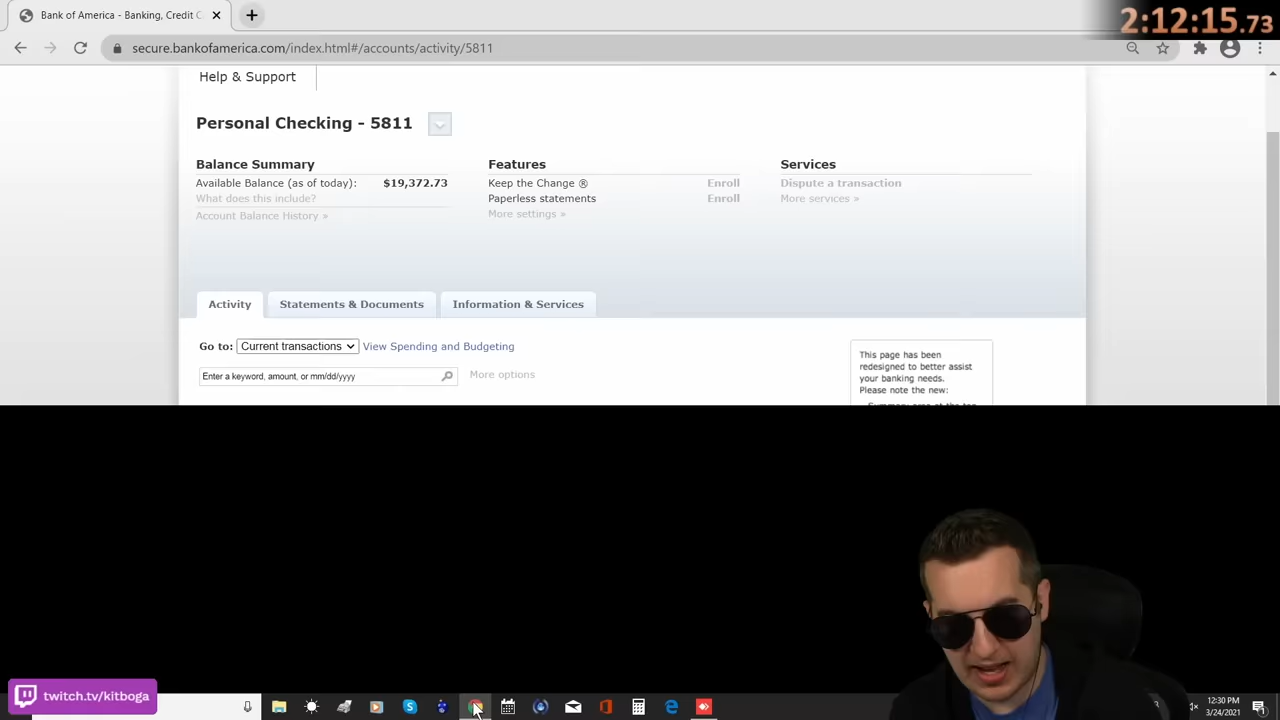 Bank of America - Banking, Credit C
2:12:15.73
secure.bankofamerica.com/index.html#/accounts/activity/5811
Help & Support
Personal Checking - 5811
Balance Summary
Available Balance (as of today): $19,372.73
What does this include?
Account Balance History »
Features
Keep the Change ® Enroll
Paperless statements Enroll
More settings »
Services
Dispute a transaction
More services »
Activity
Statements & Documents
Information & Services
Go to: Current transactions View Spending and Budgeting
Enter a keyword, amount, or mm/dd/yyyy More options
This page has been
redesigned to better assist
your banking needs.
Please note the new:
twitch.tv/kitboga
12:30 PM
3/24/2021